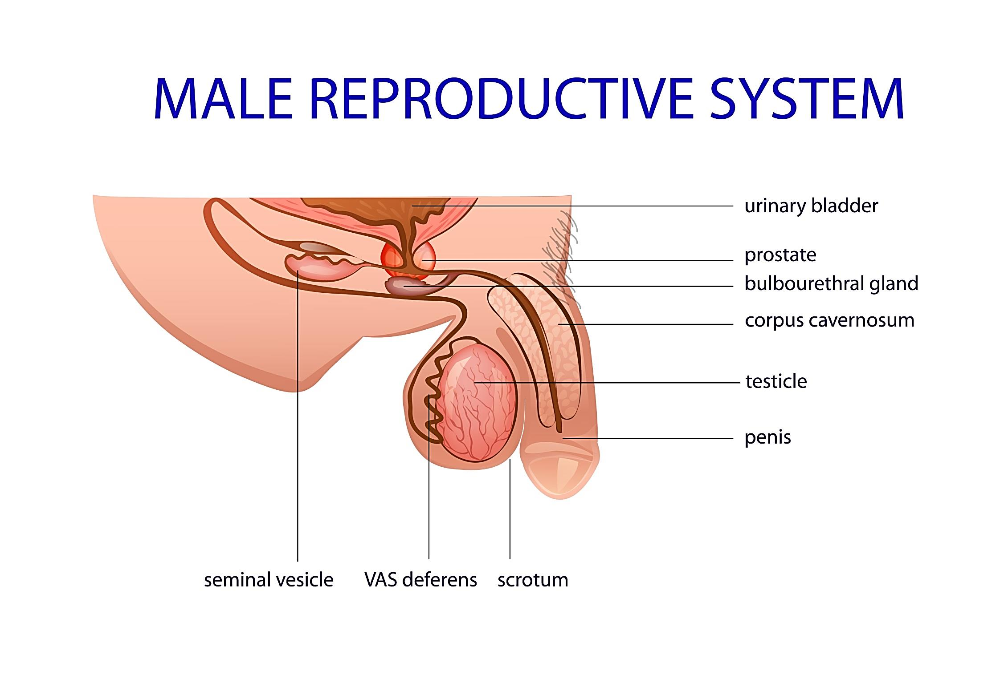 MALE REPRODUCTIVE SYSTEM
urinary bladder
prostate
bulbourethral gland
corpus cavernosum
testicle
penis
seminal vesicle VAS deferens scrotum